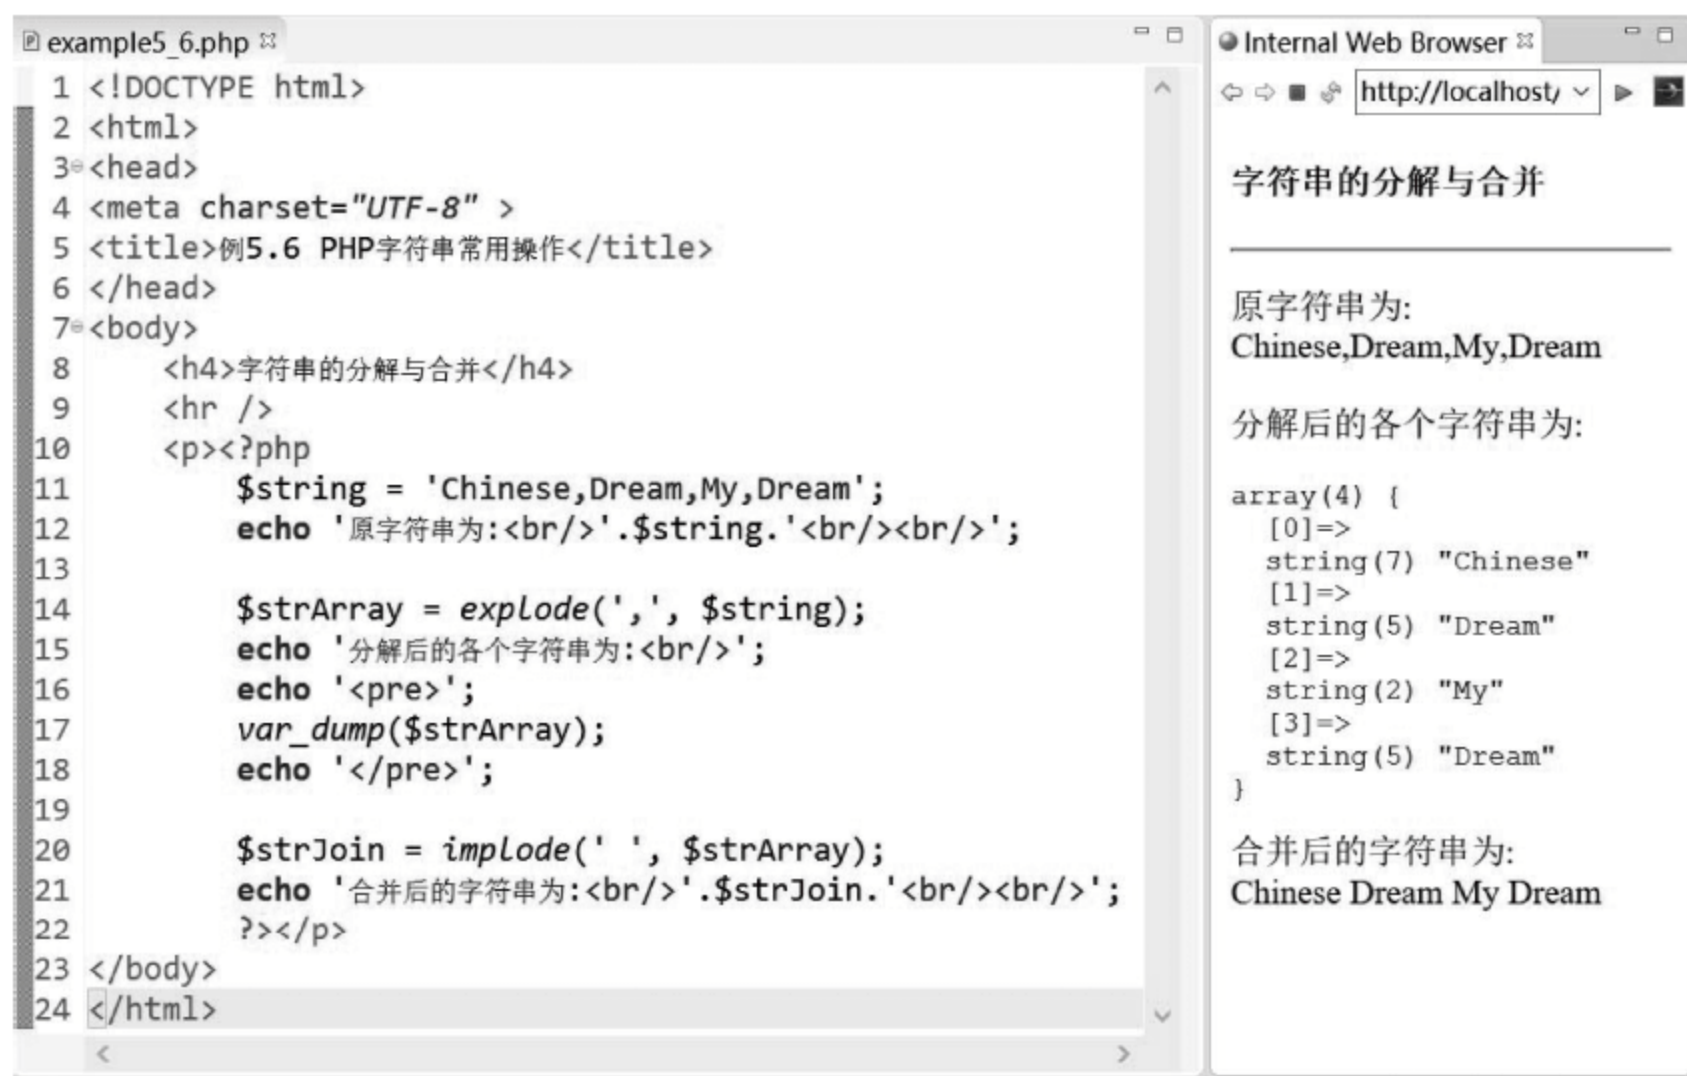 example5_6.php
1 <!DOCTYPE html>
2 <html>
3 <head>
4 <meta charset="UTF-8" >
5 <title>例5.6 PHP字符串常用操作</title>
6 </head>
7 <body>
8     <h4>字符串的分解与合并</h4>
9     <hr />
10     <p><?php
11         $string = 'Chinese,Dream,My,Dream';
12         echo '原字符串为:<br/>'.$string.'<br/><br/>';
13
14         $strArray = explode(',', $string);
15         echo '分解后的各个字符串为:<br/>';
16         echo '<pre>';
17         var_dump($strArray);
18         echo '</pre>';
19
20         $strJoin = implode(' ', $strArray);
21         echo '合并后的字符串为:<br/>'.$strJoin.'<br/><br/>';
22         ?></p>
23 </body>
24 </html>
Internal Web Browser
http://localhost/
字符串的分解与合并
原字符串为:
Chinese,Dream,My,Dream
分解后的各个字符串为:
array(4) {
  [0]=>
  string(7) "Chinese"
  [1]=>
  string(5) "Dream"
  [2]=>
  string(2) "My"
  [3]=>
  string(5) "Dream"
}
合并后的字符串为:
Chinese Dream My Dream